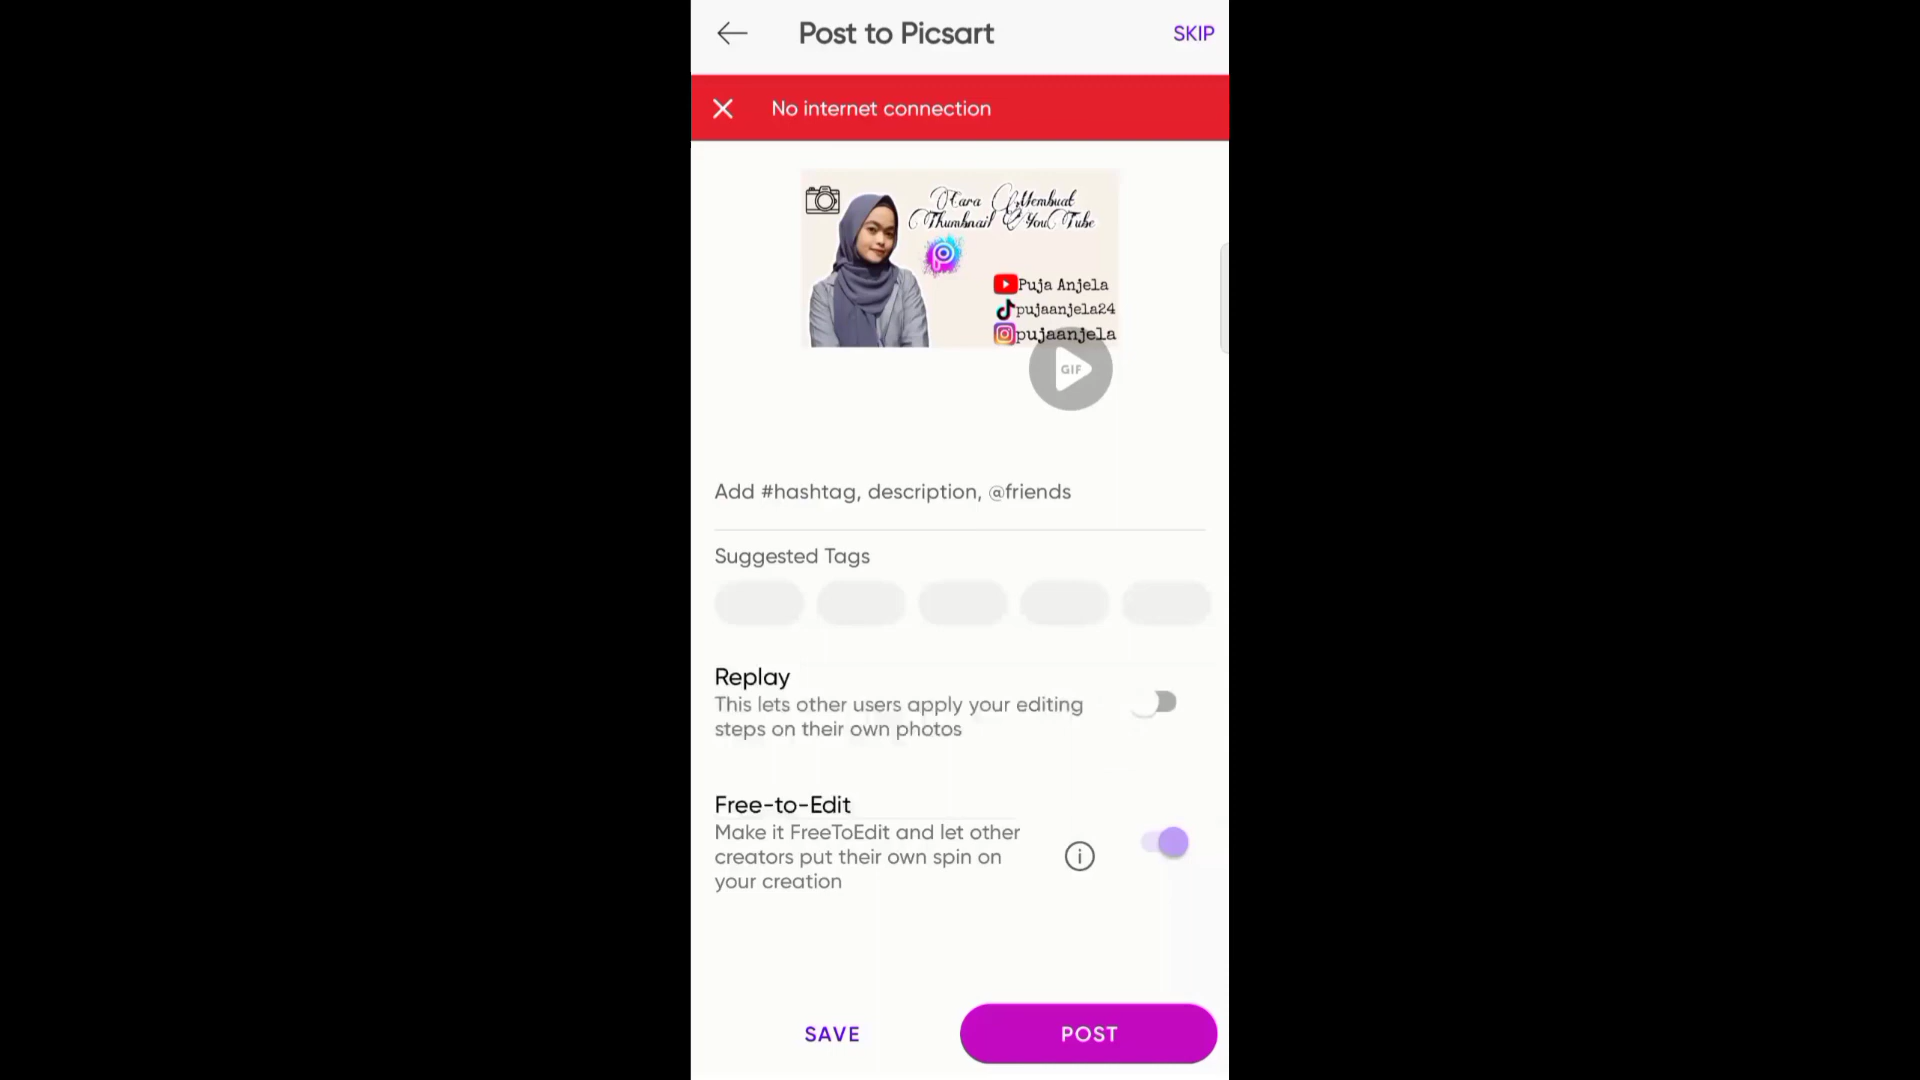 Post to Picsart
SKIP
No internet connection
Cara Membuat
Thumbnail YouTube
Puja Anjela
pujaanjela24
pujaanjela
GIF
Add #hashtag, description, @friends
Suggested Tags
Replay
This lets other users apply your editing
steps on their own photos
Free-to-Edit
Make it FreeToEdit and let other
creators put their own spin on
your creation
SAVE
POST